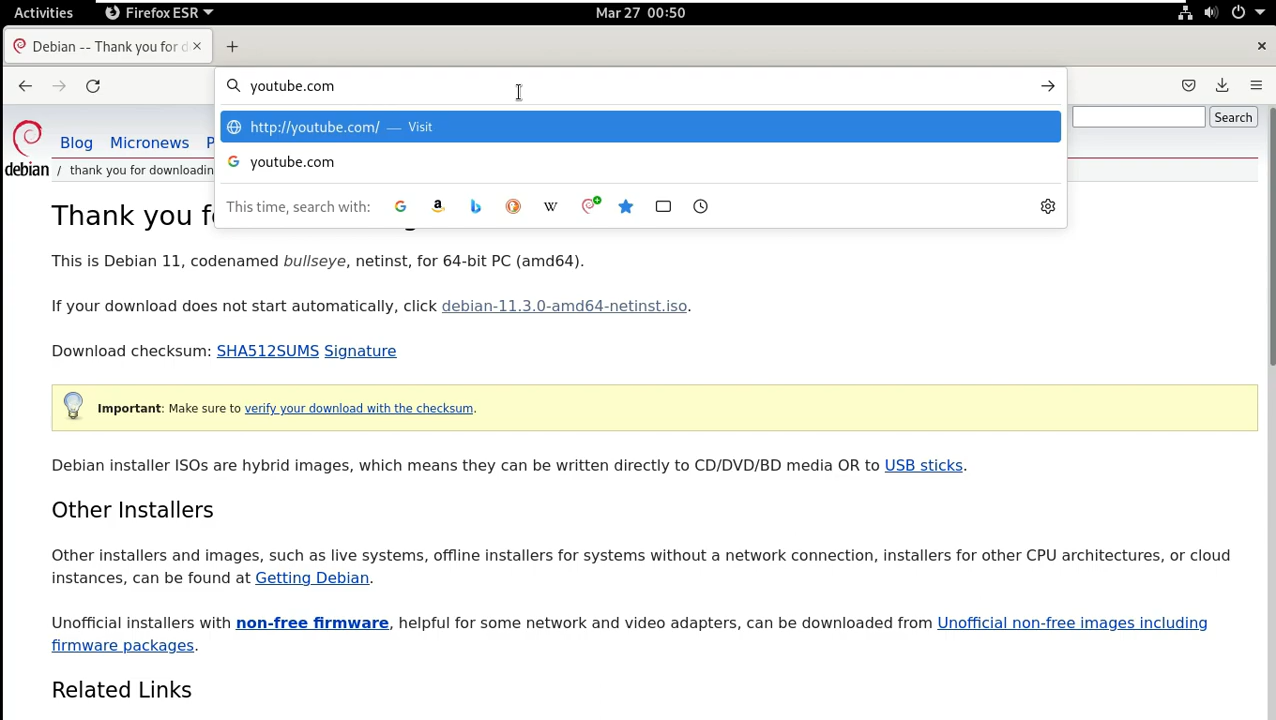 Activities Firefox ESR Mar 27 00:50
Debian -- Thank you for d
youtube.com
http://youtube.com/ — Visit
youtube.com
This time, search with:
Search
debian
Blog Micronews P
/ thank you for downloadin
Thank you f
This is Debian 11, codenamed bullseye, netinst, for 64-bit PC (amd64).
If your download does not start automatically, click debian-11.3.0-amd64-netinst.iso.
Download checksum: SHA512SUMS Signature
Important: Make sure to verify your download with the checksum.
Debian installer ISOs are hybrid images, which means they can be written directly to CD/DVD/BD media OR to USB sticks.
Other Installers
Other installers and images, such as live systems, offline installers for systems without a network connection, installers for other CPU architectures, or cloud
instances, can be found at Getting Debian.
Unofficial installers with non-free firmware, helpful for some network and video adapters, can be downloaded from Unofficial non-free images including
firmware packages.
Related Links